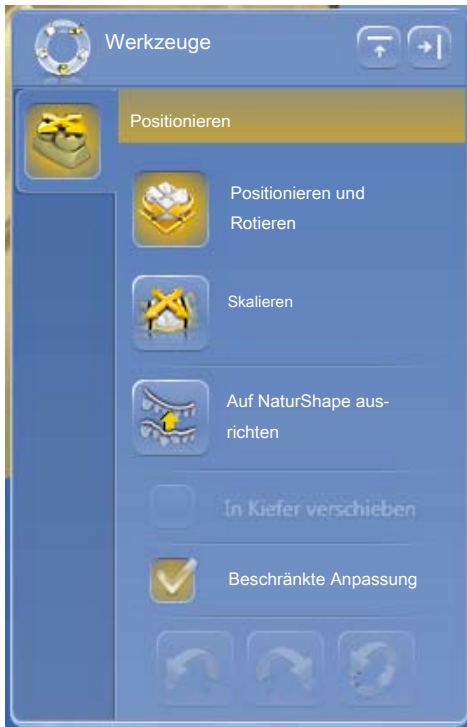 Werkzeuge
Positionieren
Positionieren und
Rotieren
Skalieren
Auf NaturShape aus-
richten
In Kiefer verschieben
Beschränkte Anpassung